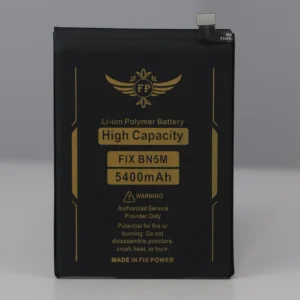 FP
Li-ion Polymer Battery
High Capacity
FIX BN5M
5400mAh
WARNING
Authorized Service
Provider Only
Potential for fire or
burning. Do not
disassemble, puncture,
crush, heat, or burn.
MADE IN FIX POWER